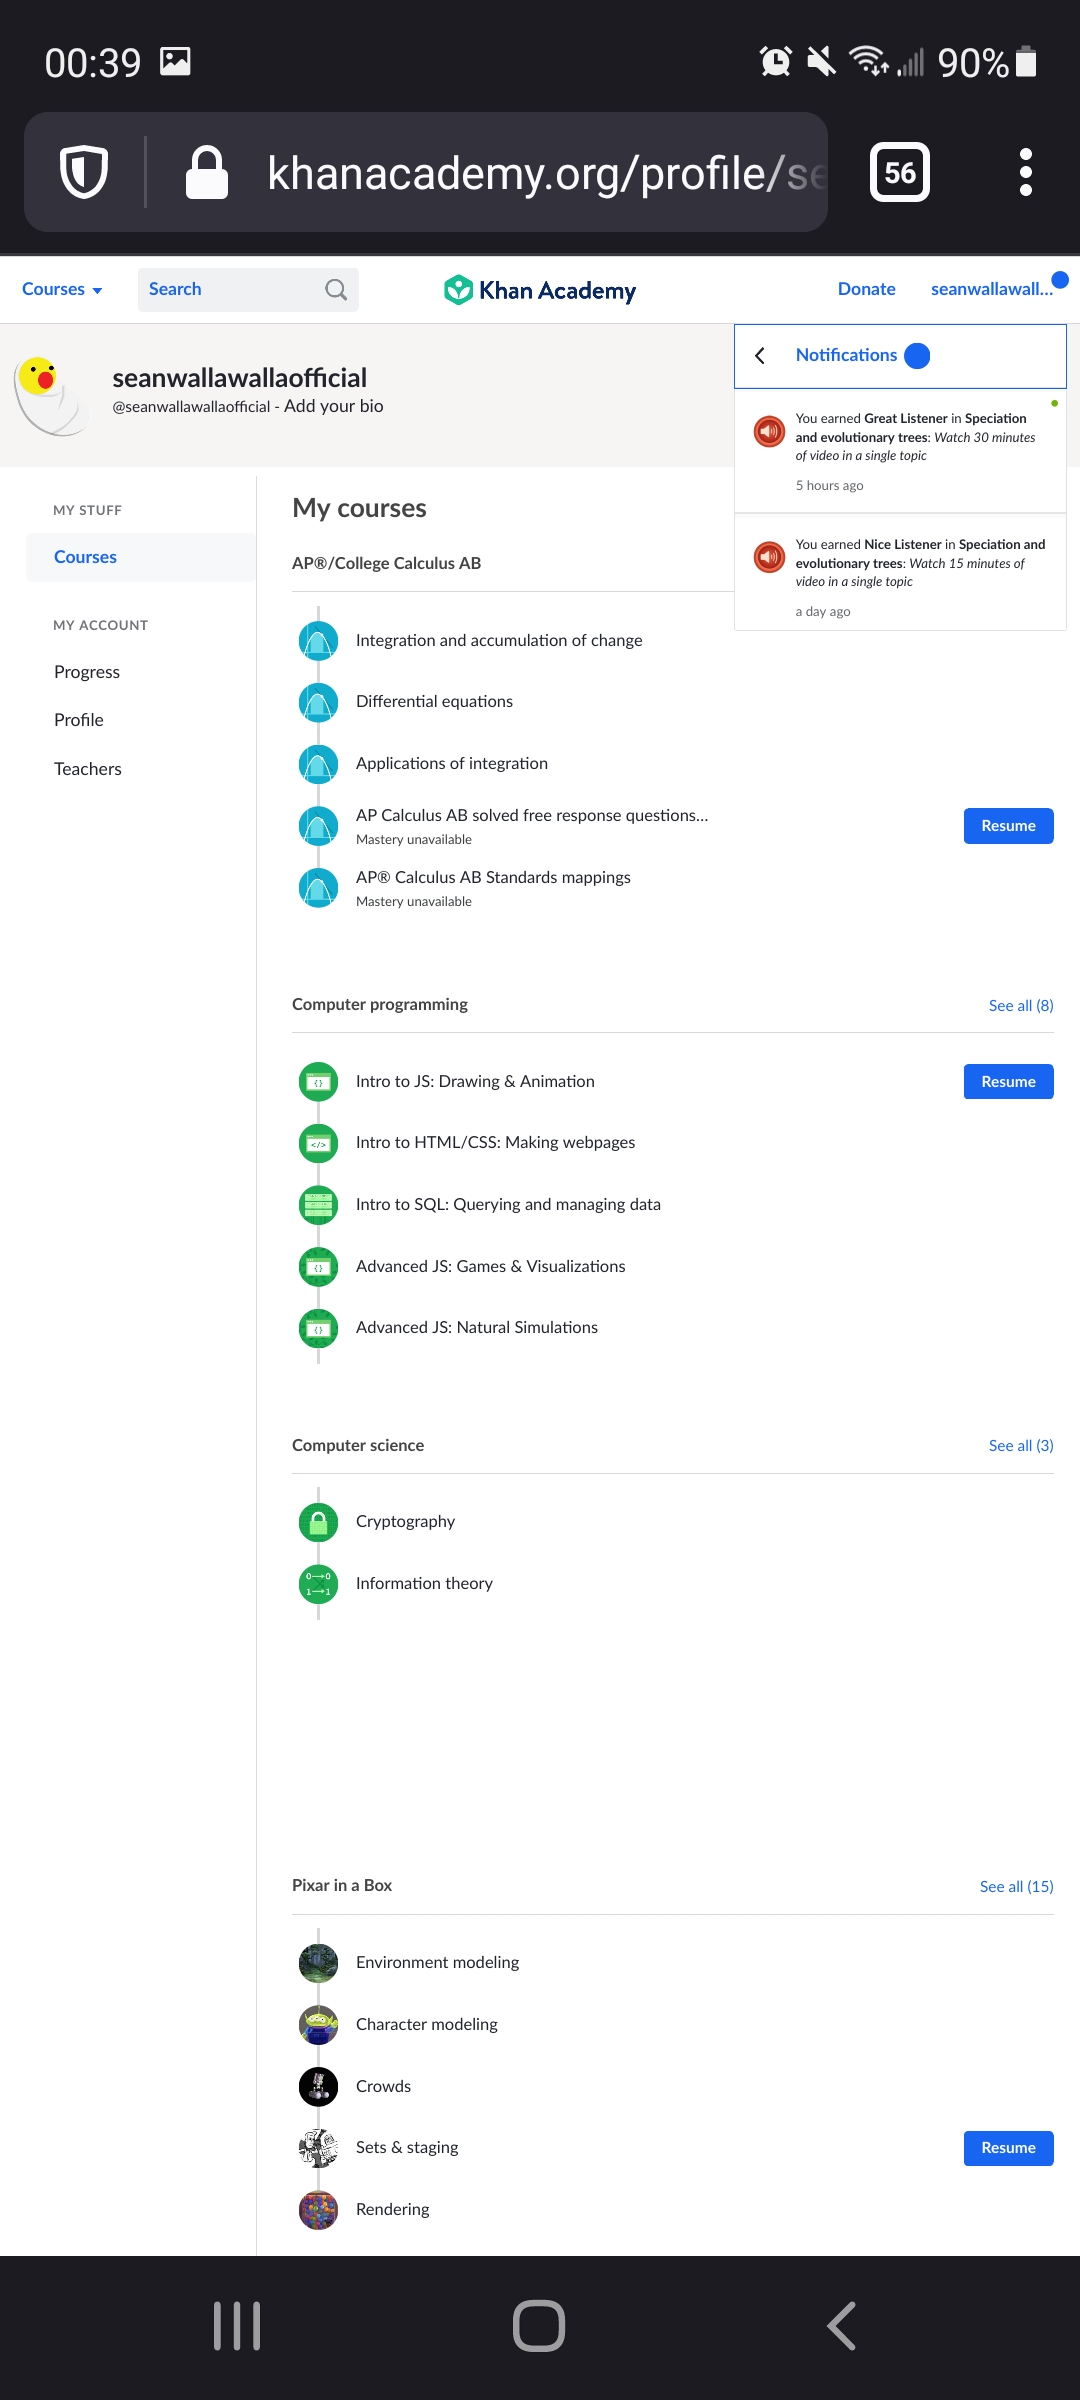 00:39
90%
khanacademy.org/profile/se
56
Courses
Search
Khan Academy
Donate
seanwallawall...
Notifications
seanwallawallaofficial
@seanwallawallaofficial - Add your bio
You earned Great Listener in Speciation
and evolutionary trees: Watch 30 minutes
of video in a single topic
5 hours ago
You earned Nice Listener in Speciation and
evolutionary trees: Watch 15 minutes of
video in a single topic
a day ago
MY STUFF
Courses
MY ACCOUNT
Progress
Profile
Teachers
My courses
AP®/College Calculus AB
Integration and accumulation of change
Differential equations
Applications of integration
AP Calculus AB solved free response questions...
Mastery unavailable
Resume
AP® Calculus AB Standards mappings
Mastery unavailable
Computer programming
See all (8)
Intro to JS: Drawing & Animation
Resume
Intro to HTML/CSS: Making webpages
Intro to SQL: Querying and managing data
Advanced JS: Games & Visualizations
Advanced JS: Natural Simulations
Computer science
See all (3)
Cryptography
Information theory
Pixar in a Box
See all (15)
Environment modeling
Character modeling
Crowds
Sets & staging
Resume
Rendering